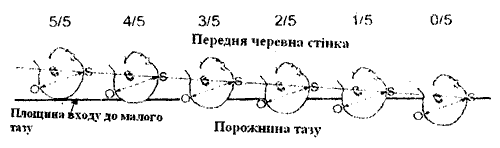 5/5 4/5 3/5 2/5 1/5 0/5
Передня черевна стінка
S S S S S S
O O O O O O
Площина входу до малого
тазу
Порожнина тазу